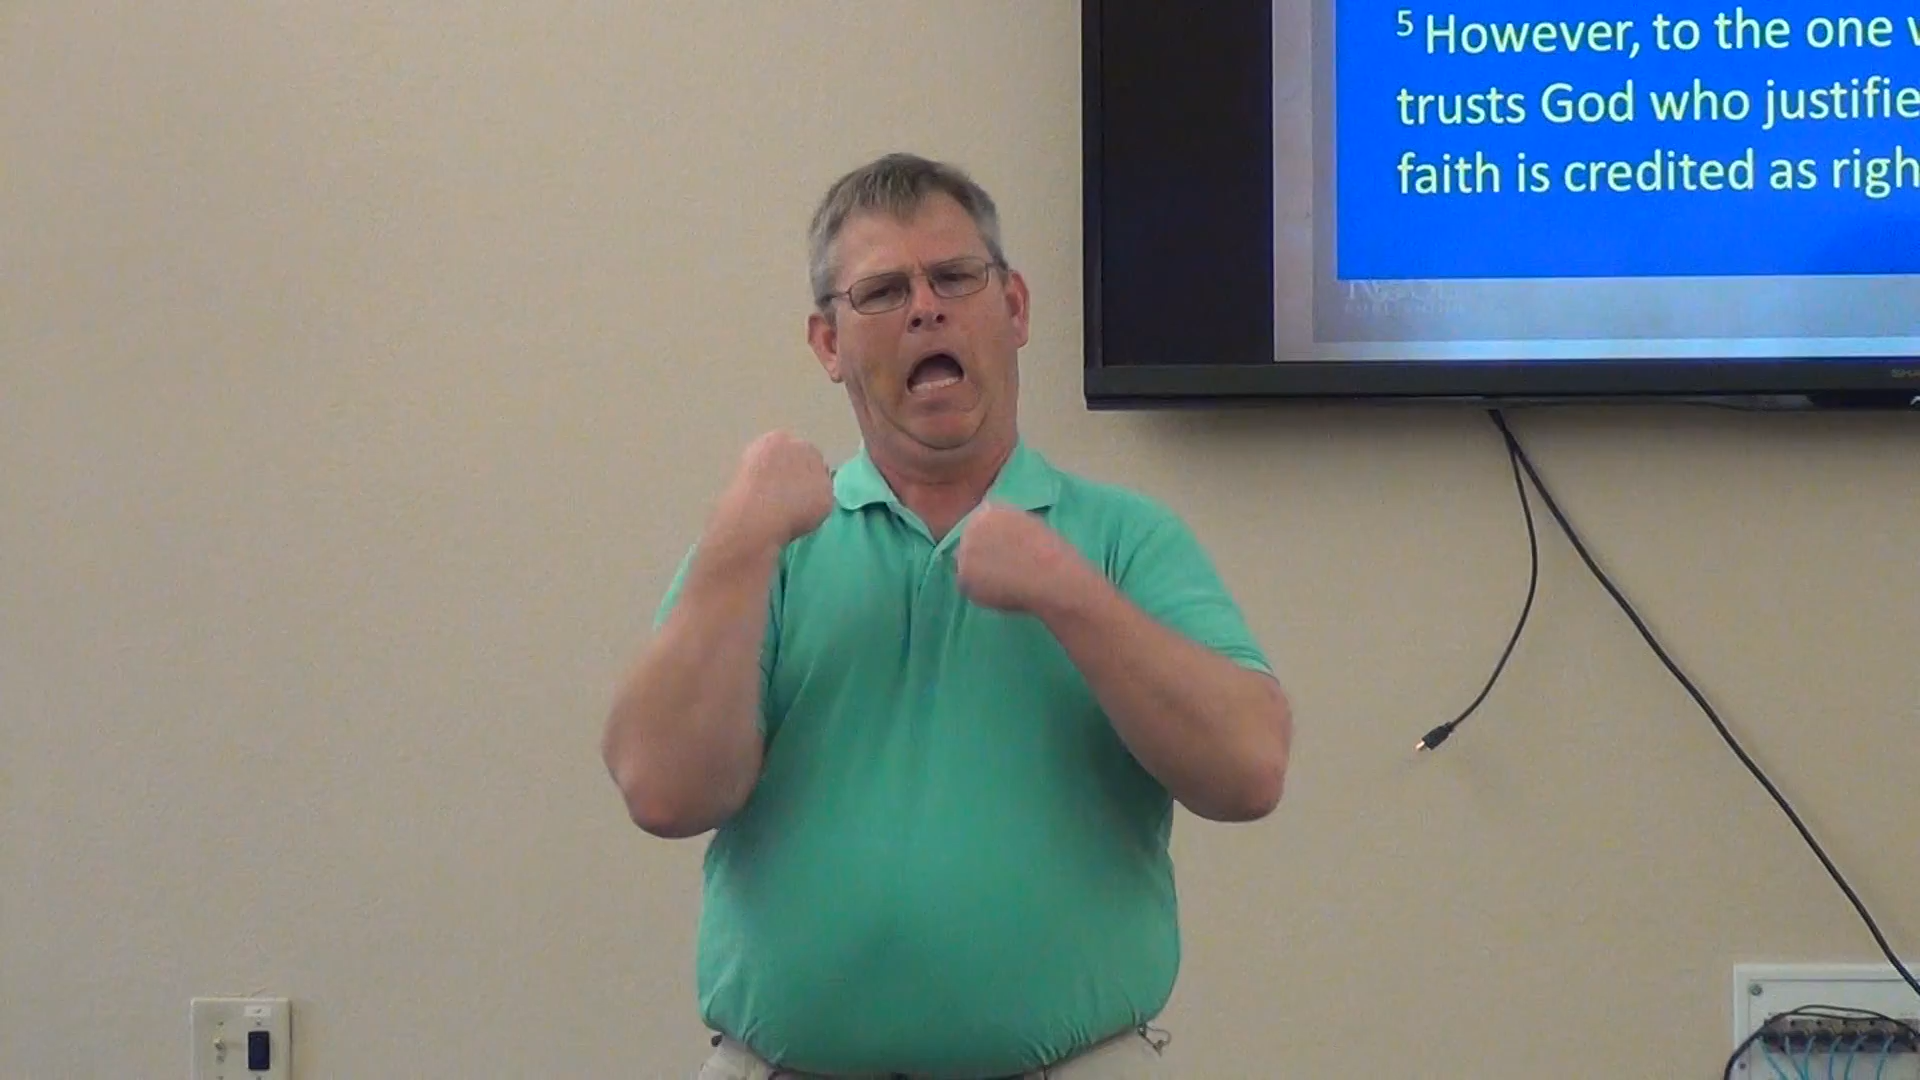 5 However, to the one
trusts God who justifie
faith is credited as righ